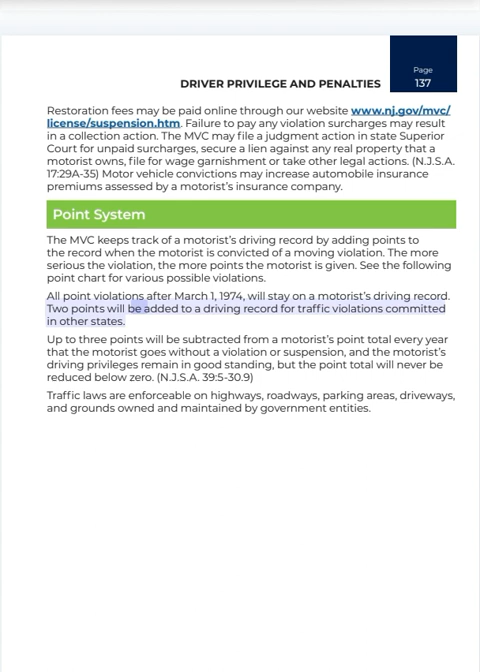 Page
DRIVER PRIVILEGE AND PENALTIES 137
Restoration fees may be paid online through our website www.nj.gov/mvc/
license/suspension.htm. Failure to pay any violation surcharges may result
in a collection action. The MVC may file a judgment action in state Superior
Court for unpaid surcharges, secure a lien against any real property that a
motorist owns, file for wage garnishment or take other legal actions. (N.J.S.A.
17:29A-35) Motor vehicle convictions may increase automobile insurance
premiums assessed by a motorist’s insurance company.
Point System
The MVC keeps track of a motorist’s driving record by adding points to
the record when the motorist is convicted of a moving violation. The more
serious the violation, the more points the motorist is given. See the following
point chart for various possible violations.
All point violations after March 1, 1974, will stay on a motorist’s driving record.
Two points will be added to a driving record for traffic violations committed
in other states.
Up to three points will be subtracted from a motorist’s point total every year
that the motorist goes without a violation or suspension, and the motorist’s
driving privileges remain in good standing, but the point total will never be
reduced below zero. (N.J.S.A. 39:5-30.9)
Traffic laws are enforceable on highways, roadways, parking areas, driveways,
and grounds owned and maintained by government entities.